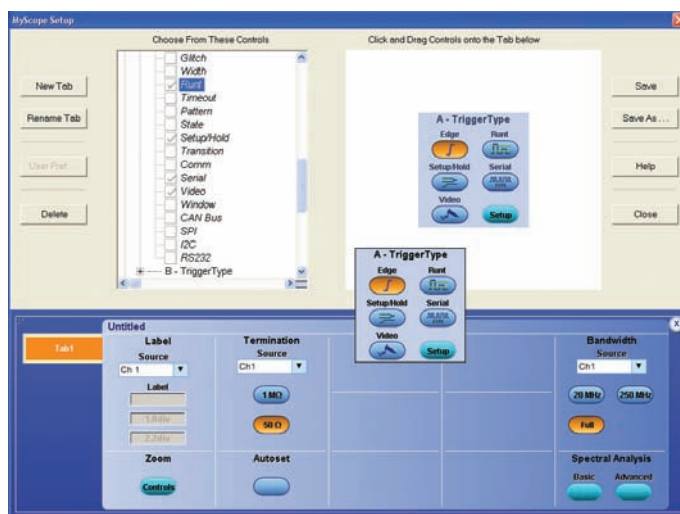 MyScope Setup
Choose From These Controls
Click and Drag Controls onto the Tab below
New Tab
Rename Tab
User Pref...
Delete
Glitch
Width
Runt
Timeout
Pattern
State
Setup/Hold
Transition
Comm
Serial
Video
Window
CAN Bus
SPI
I2C
RS232
B - TriggerType
A - TriggerType
Edge
Runt
Setup/Hold
Serial
Video
Setup
Save
Save As ...
Help
Close
A - TriggerType
Edge
Runt
Setup/Hold
Serial
Video
Setup
Tab1
Untitled
x
Label
Source
Ch 1
Label
1.0div
2.2div
Zoom
Controls
Termination
Source
Ch1
1 MΩ
50 Ω
Autoset
Bandwidth
Source
Ch1
20 MHz
250 MHz
Full
Spectral Analysis
Basic
Advanced